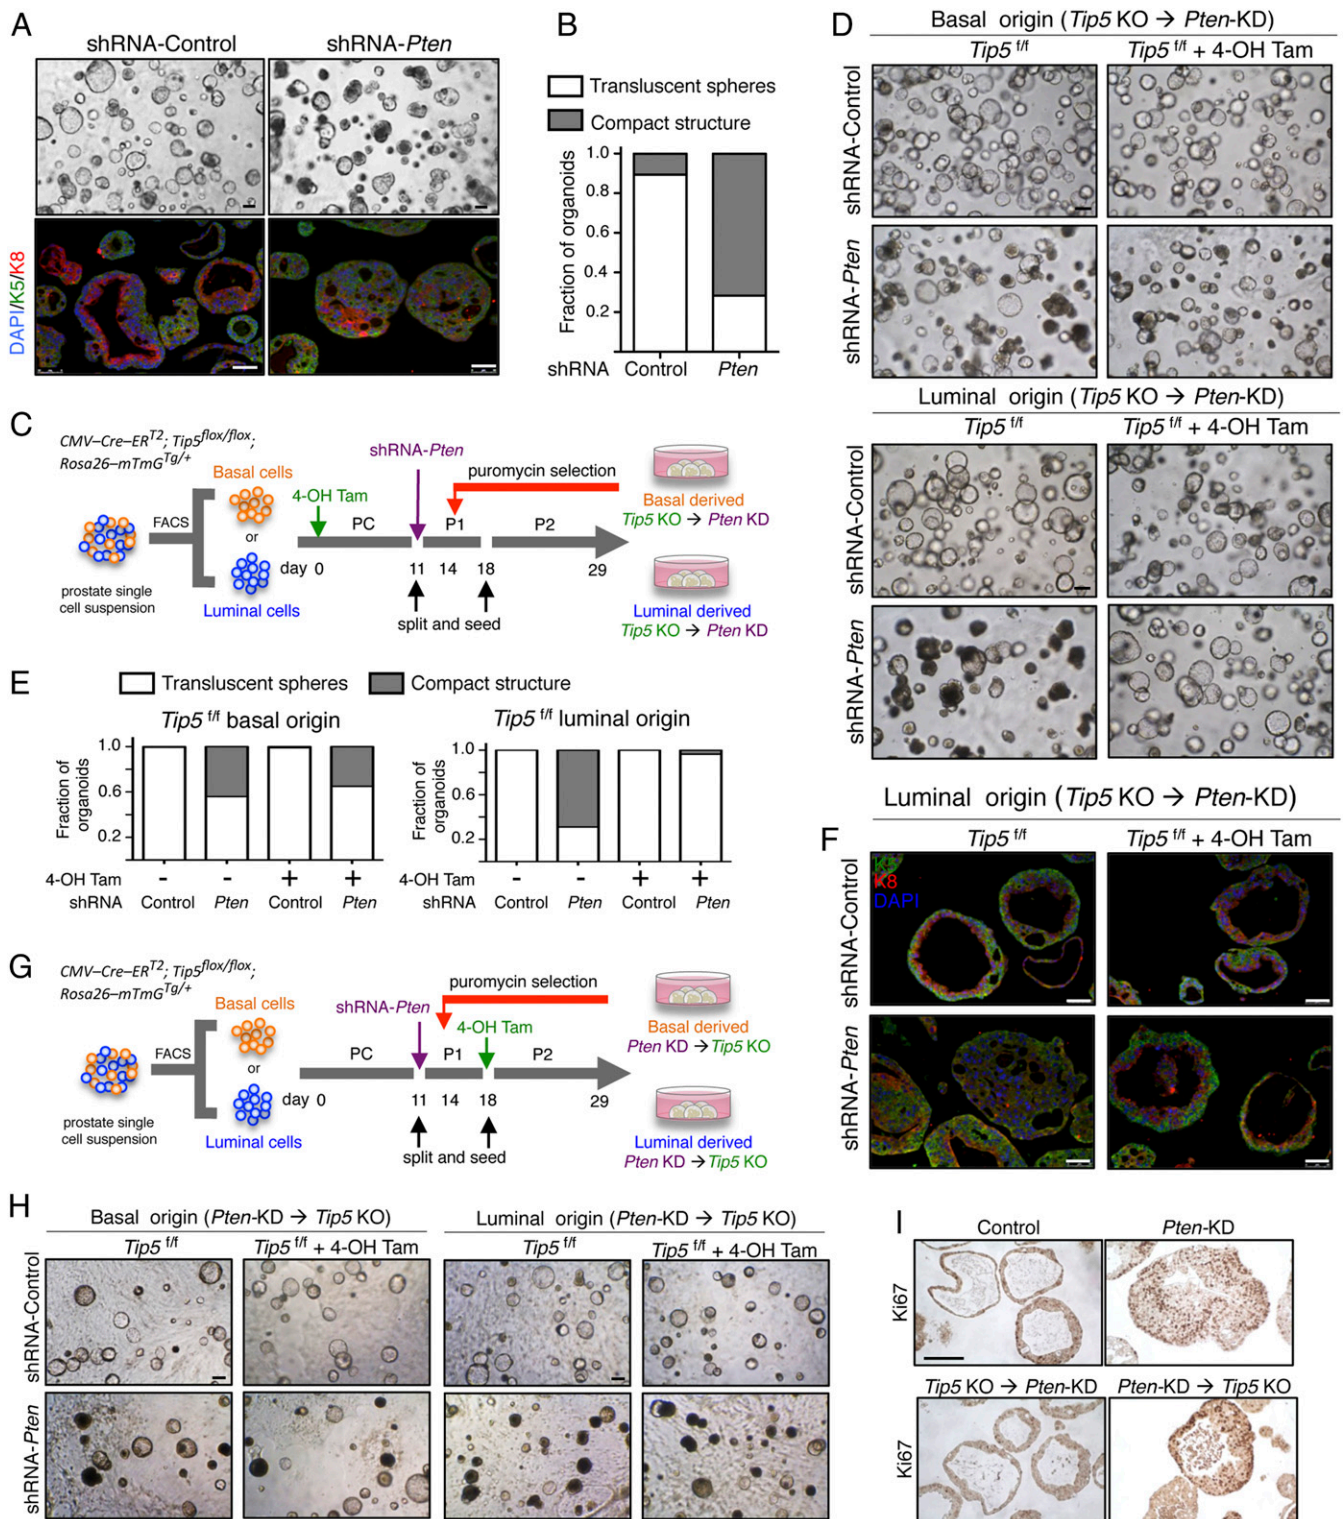 A
shRNA-Control
shRNA-Pten
DAPI/K5/K8
B
Translucent spheres
Compact structure
Fraction of organoids
1.0
0.8
0.6
0.4
0.2
shRNA Control Pten
C
CMV–Cre–ERT2; Tip5flox/flox;
Rosa26–mTmGTg/+
FACS
prostate single
cell suspension
Basal cells
or
Luminal cells
4-OH Tam
shRNA-Pten
puromycin selection
PC P1 P2
day 0 11 14 18 29
split and seed
Basal derived
Tip5 KO → Pten KD
Luminal derived
Tip5 KO → Pten KD
D
Basal origin (Tip5 KO → Pten-KD)
Tip5 f/f
Tip5 f/f + 4-OH Tam
shRNA-Control
shRNA-Pten
Luminal origin (Tip5 KO → Pten-KD)
Tip5 f/f
Tip5 f/f + 4-OH Tam
shRNA-Control
shRNA-Pten
E
Translucent spheres
Compact structure
Tip5 f/f basal origin
Fraction of
organoids
1.0
0.6
0.2
4-OH Tam - - + +
shRNA Control Pten Control Pten
Tip5 f/f luminal origin
Fraction of
organoids
1.0
0.6
0.2
4-OH Tam - - + +
shRNA Control Pten Control Pten
Luminal origin (Tip5 KO → Pten-KD)
F
Tip5 f/f
Tip5 f/f + 4-OH Tam
K8
DAPI
shRNA-Control
shRNA-Pten
G
CMV–Cre–ERT2; Tip5flox/flox;
Rosa26–mTmGTg/+
FACS
prostate single
cell suspension
Basal cells
or
Luminal cells
shRNA-Pten
puromycin selection
4-OH Tam
PC P1 P2
day 0 11 14 18 29
split and seed
Basal derived
Pten KD → Tip5 KO
Luminal derived
Pten KD → Tip5 KO
H
Basal origin (Pten-KD → Tip5 KO)
Tip5 f/f
Tip5 f/f + 4-OH Tam
Luminal origin (Pten-KD → Tip5 KO)
Tip5 f/f
Tip5 f/f + 4-OH Tam
shRNA-Control
shRNA-Pten
I
Control
Pten-KD
Ki67
Tip5 KO → Pten-KD
Pten-KD → Tip5 KO
Ki67